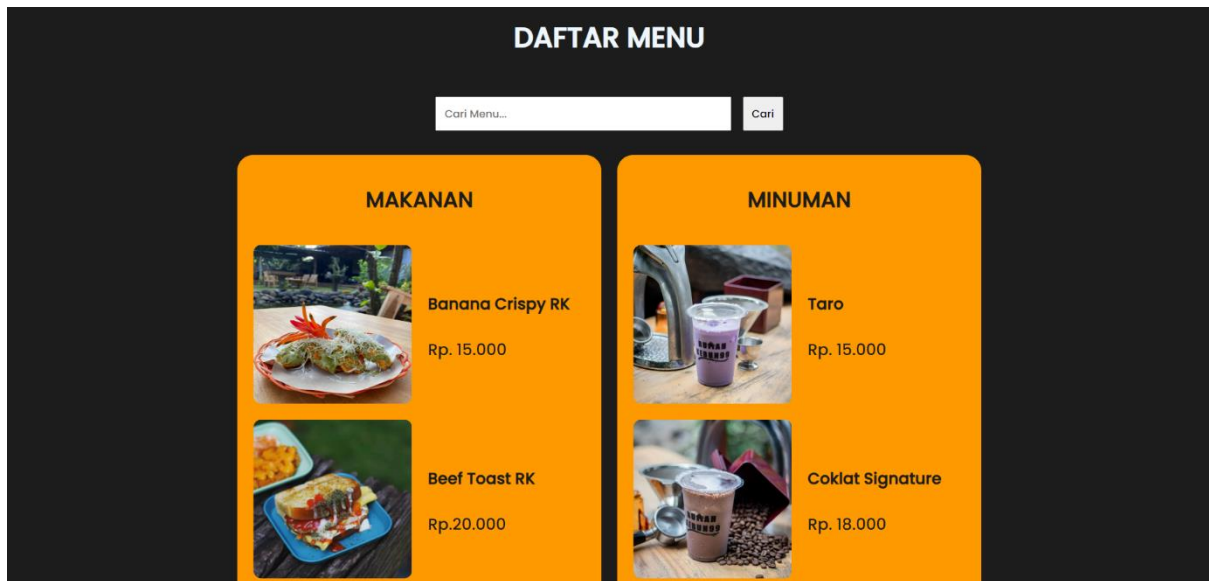 DAFTAR MENU
Cari Menu...
Cari
MAKANAN
Banana Crispy RK
Rp. 15.000
Beef Toast RK
Rp.20.000
MINUMAN
Taro
Rp. 15.000
Coklat Signature
Rp. 18.000